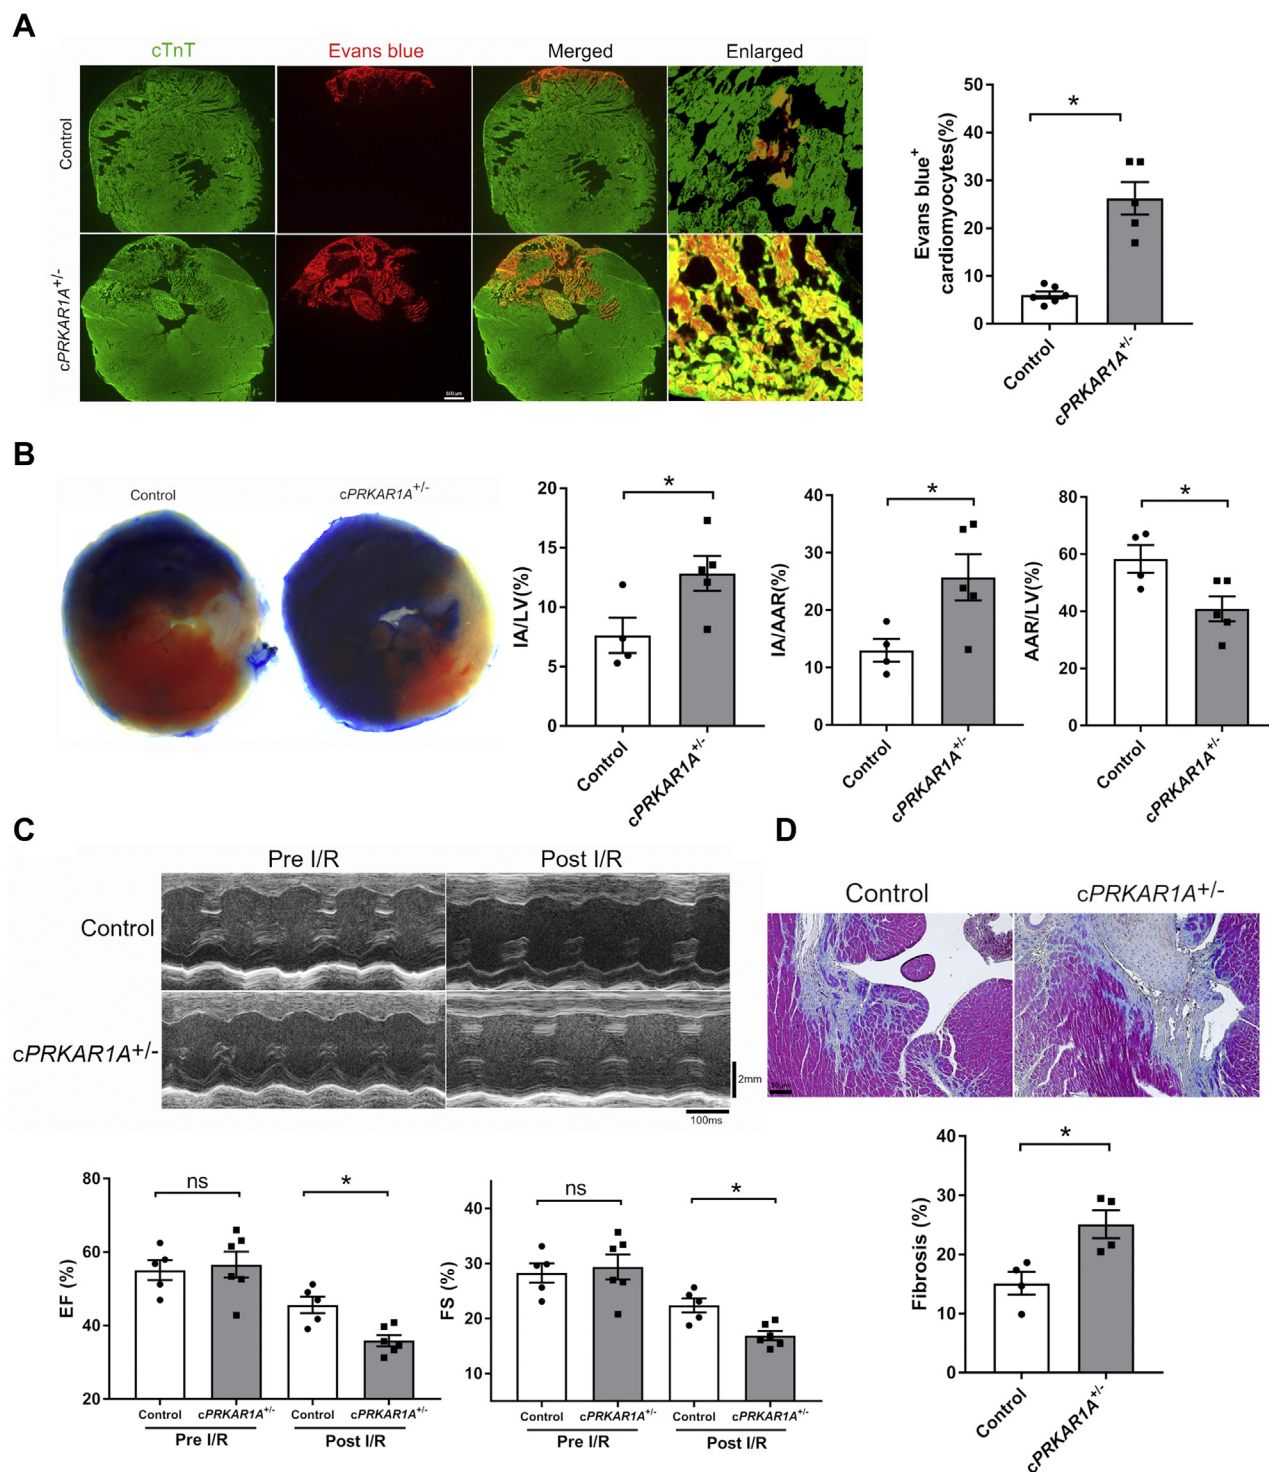 A
cTnT
Evans blue
Merged
Enlarged
Control
cPRKAR1A+/-
500 μm
Evans blue+
cardiomyocytes(%)
50
40
30
20
10
0
*
Control
cPRKAR1A+/-
B
Control
cPRKAR1A+/-
IA/LV(%)
20
15
10
5
0
*
Control
cPRKAR1A+/-
IA/AAR(%)
40
30
20
10
0
*
Control
cPRKAR1A+/-
AAR/LV(%)
80
60
40
20
0
*
Control
cPRKAR1A+/-
C
Pre I/R
Post I/R
Control
cPRKAR1A+/-
2mm
100ms
EF (%)
80
60
40
20
ns
*
Control
cPRKAR1A+/-
Control
cPRKAR1A+/-
Pre I/R
Post I/R
FS (%)
40
30
20
10
ns
*
Control
cPRKAR1A+/-
Control
cPRKAR1A+/-
Pre I/R
Post I/R
D
Control
cPRKAR1A+/-
Fibrosis (%)
40
30
20
10
0
*
Control
cPRKAR1A+/-